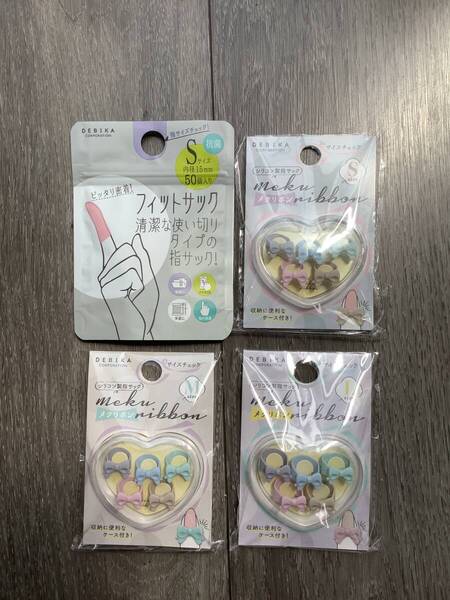 DEBIKA
CORPORATION
指サイズチェック!
S
サイズ
内径15mm
50個入り
抗菌
ピッタリ密着!
フィットサック
清潔な使い切り
タイプの
指サック!
DEBIKA
CORPORATION
サイズチェック
シリコン製指サック
S
meku
メクリボン
ribbon
収納に便利な
ケース付き!
DEBIKA
CORPORATION
サイズチェック
シリコン製指サック
M
meku
メクリボン
ribbon
収納に便利な
ケース付き!
DEBIKA
CORPORATION
サイズチェック
シリコン製指サック
L
meku
メクリボン
ribbon
収納に便利な
ケース付き!